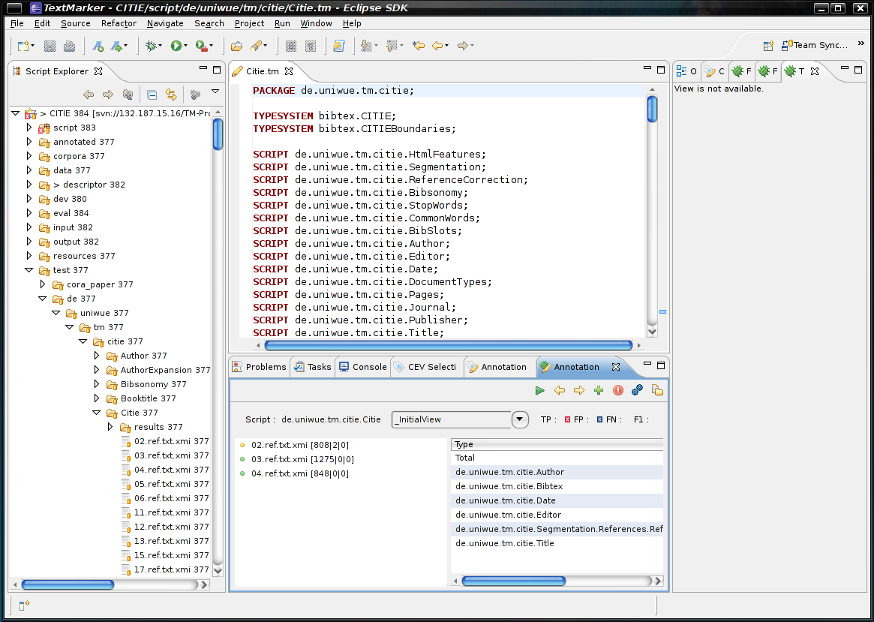 TextMarker - CITIE/script/de/uniwue/tm/citie/Citie.tm - Eclipse SDK
File Edit Source Refactor Navigate Search Project Run Window Help
Team Sync... »
Script Explorer
> CITIE 384 [svn://132.187.15.16/TM-Pro
script 383
annotated 377
corpora 377
data 377
> descriptor 382
dev 380
eval 384
input 382
output 382
resources 377
test 377
cora_paper 377
de 377
uniwue 377
tm 377
citie 377
Author 377
AuthorExpansion 377
Bibsonomy 377
Booktitle 377
Citie 377
results 377
02.ref.txt.xmi 377
03.ref.txt.xmi 377
04.ref.txt.xmi 377
05.ref.txt.xmi 377
06.ref.txt.xmi 377
11.ref.txt.xmi 377
12.ref.txt.xmi 377
13.ref.txt.xmi 377
15.ref.txt.xmi 377
17.ref.txt.xmi 377
Citie.tm
PACKAGE de.uniwue.tm.citie;
TYPESYSTEM bibtex.CITIE;
TYPESYSTEM bibtex.CITIEBoundaries;
SCRIPT de.uniwue.tm.citie.HtmlFeatures;
SCRIPT de.uniwue.tm.citie.Segmentation;
SCRIPT de.uniwue.tm.citie.ReferenceCorrection;
SCRIPT de.uniwue.tm.citie.Bibsonomy;
SCRIPT de.uniwue.tm.citie.StopWords;
SCRIPT de.uniwue.tm.citie.CommonWords;
SCRIPT de.uniwue.tm.citie.BibSlots;
SCRIPT de.uniwue.tm.citie.Author;
SCRIPT de.uniwue.tm.citie.Editor;
SCRIPT de.uniwue.tm.citie.Date;
SCRIPT de.uniwue.tm.citie.DocumentTypes;
SCRIPT de.uniwue.tm.citie.Pages;
SCRIPT de.uniwue.tm.citie.Journal;
SCRIPT de.uniwue.tm.citie.Publisher;
SCRIPT de.uniwue.tm.citie.Title;
O C F F T
View is not available.
Problems Tasks Console CEV Selecti Annotation Annotation
Script : de.uniwue.tm.citie.Citie _InitialView TP : FP : FN : F1 :
02.ref.txt.xmi [808|2|0]
03.ref.txt.xmi [1275|0|0]
04.ref.txt.xmi [848|0|0]
Type
Total
de.uniwue.tm.citie.Author
de.uniwue.tm.citie.Bibtex
de.uniwue.tm.citie.Date
de.uniwue.tm.citie.Editor
de.uniwue.tm.citie.Segmentation.References.Ref
de.uniwue.tm.citie.Title